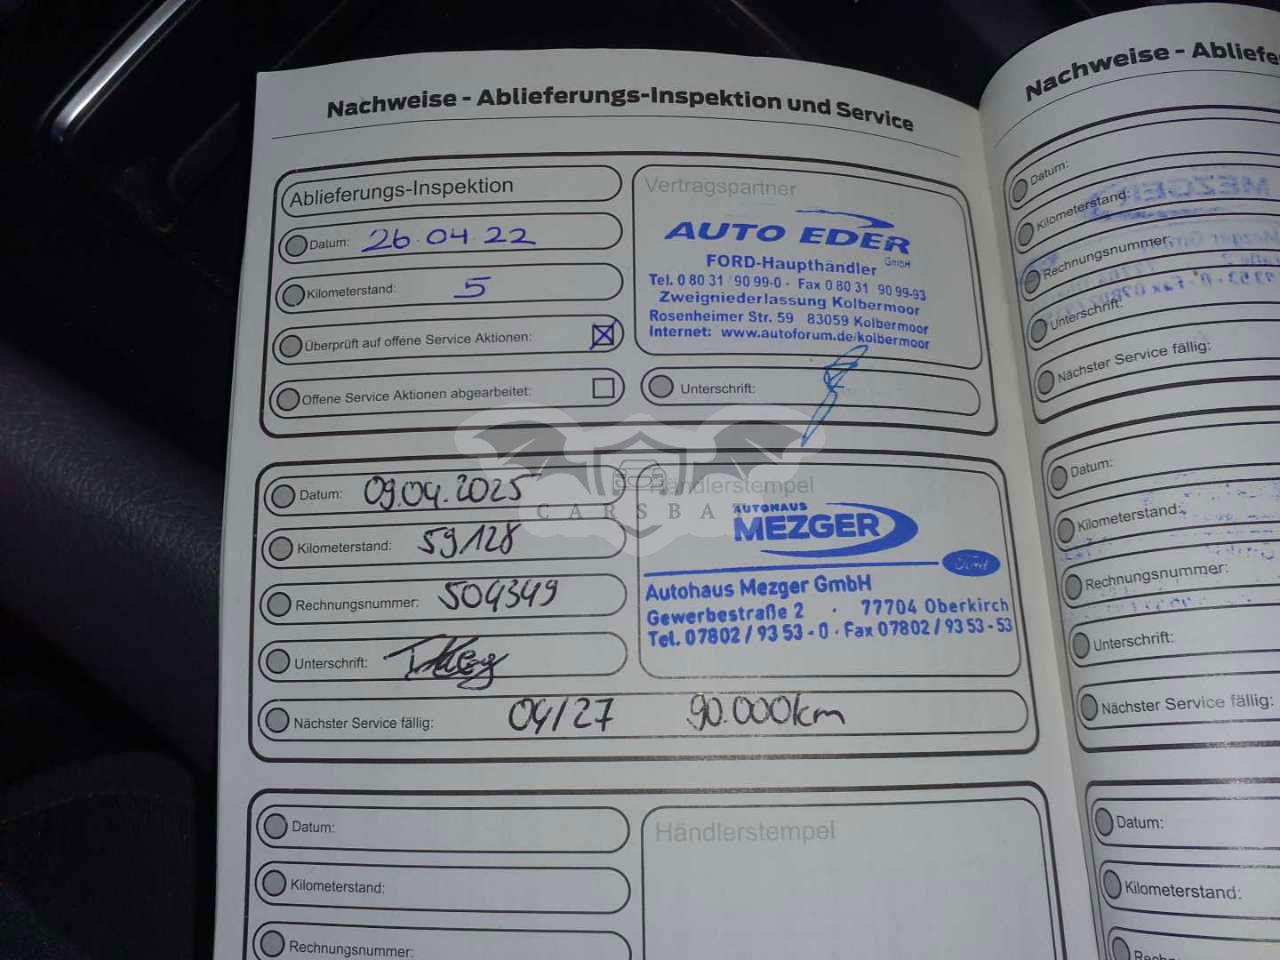 Nachweise - Ablieferungs-Inspektion und Service
Ablieferungs-Inspektion
Datum: 26.04.22
Kilometerstand: 5
Überprüft auf offene Service Aktionen:
Offene Service Aktionen abgearbeitet:
Vertragspartner
AUTO EDER
GmbH
FORD-Haupthändler
Tel. 0 80 31 90 99-0 · Fax 0 80 31 90 99-93
Zweigniederlassung Kolbermoor
Rosenheimer Str. 59 83059 Kolbermoor
Internet: www.autoforum.de/kolbermoor
Unterschrift:
Datum: 09.04.2025
Kilometerstand: 59128
Rechnungsnummer: 504349
Unterschrift:
Nächster Service fällig: 04/27 90.000km
Händlerstempel
CARSBA
AUTOHAUS
MEZGER
Ford
Autohaus Mezger GmbH
Gewerbestraße 2 · 77704 Oberkirch
Tel. 07802 / 93 53 - 0 · Fax 07802 / 93 53 - 53
Datum:
Kilometerstand:
Rechnungsnummer:
Händlerstempel
Nachweise - Abliefe
Datum:
Kilometerstand:
Rechnungsnummer:
Unterschrift:
Nächster Service fällig:
Datum:
Kilometerstand:
Rechnungsnummer:
Unterschrift:
Nächster Service fällig:
Datum:
Kilometerstand: